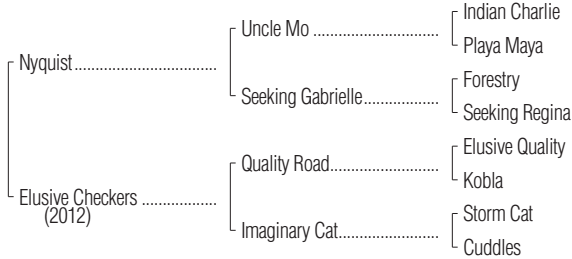 Indian Charlie
Uncle Mo ..............................
Playa Maya
Nyquist..................................
Forestry
Seeking Gabrielle..................
Seeking Regina
Elusive Quality
Quality Road..........................
Kobla
Elusive Checkers ..................
(2012)
Storm Cat
Imaginary Cat........................
Cuddles